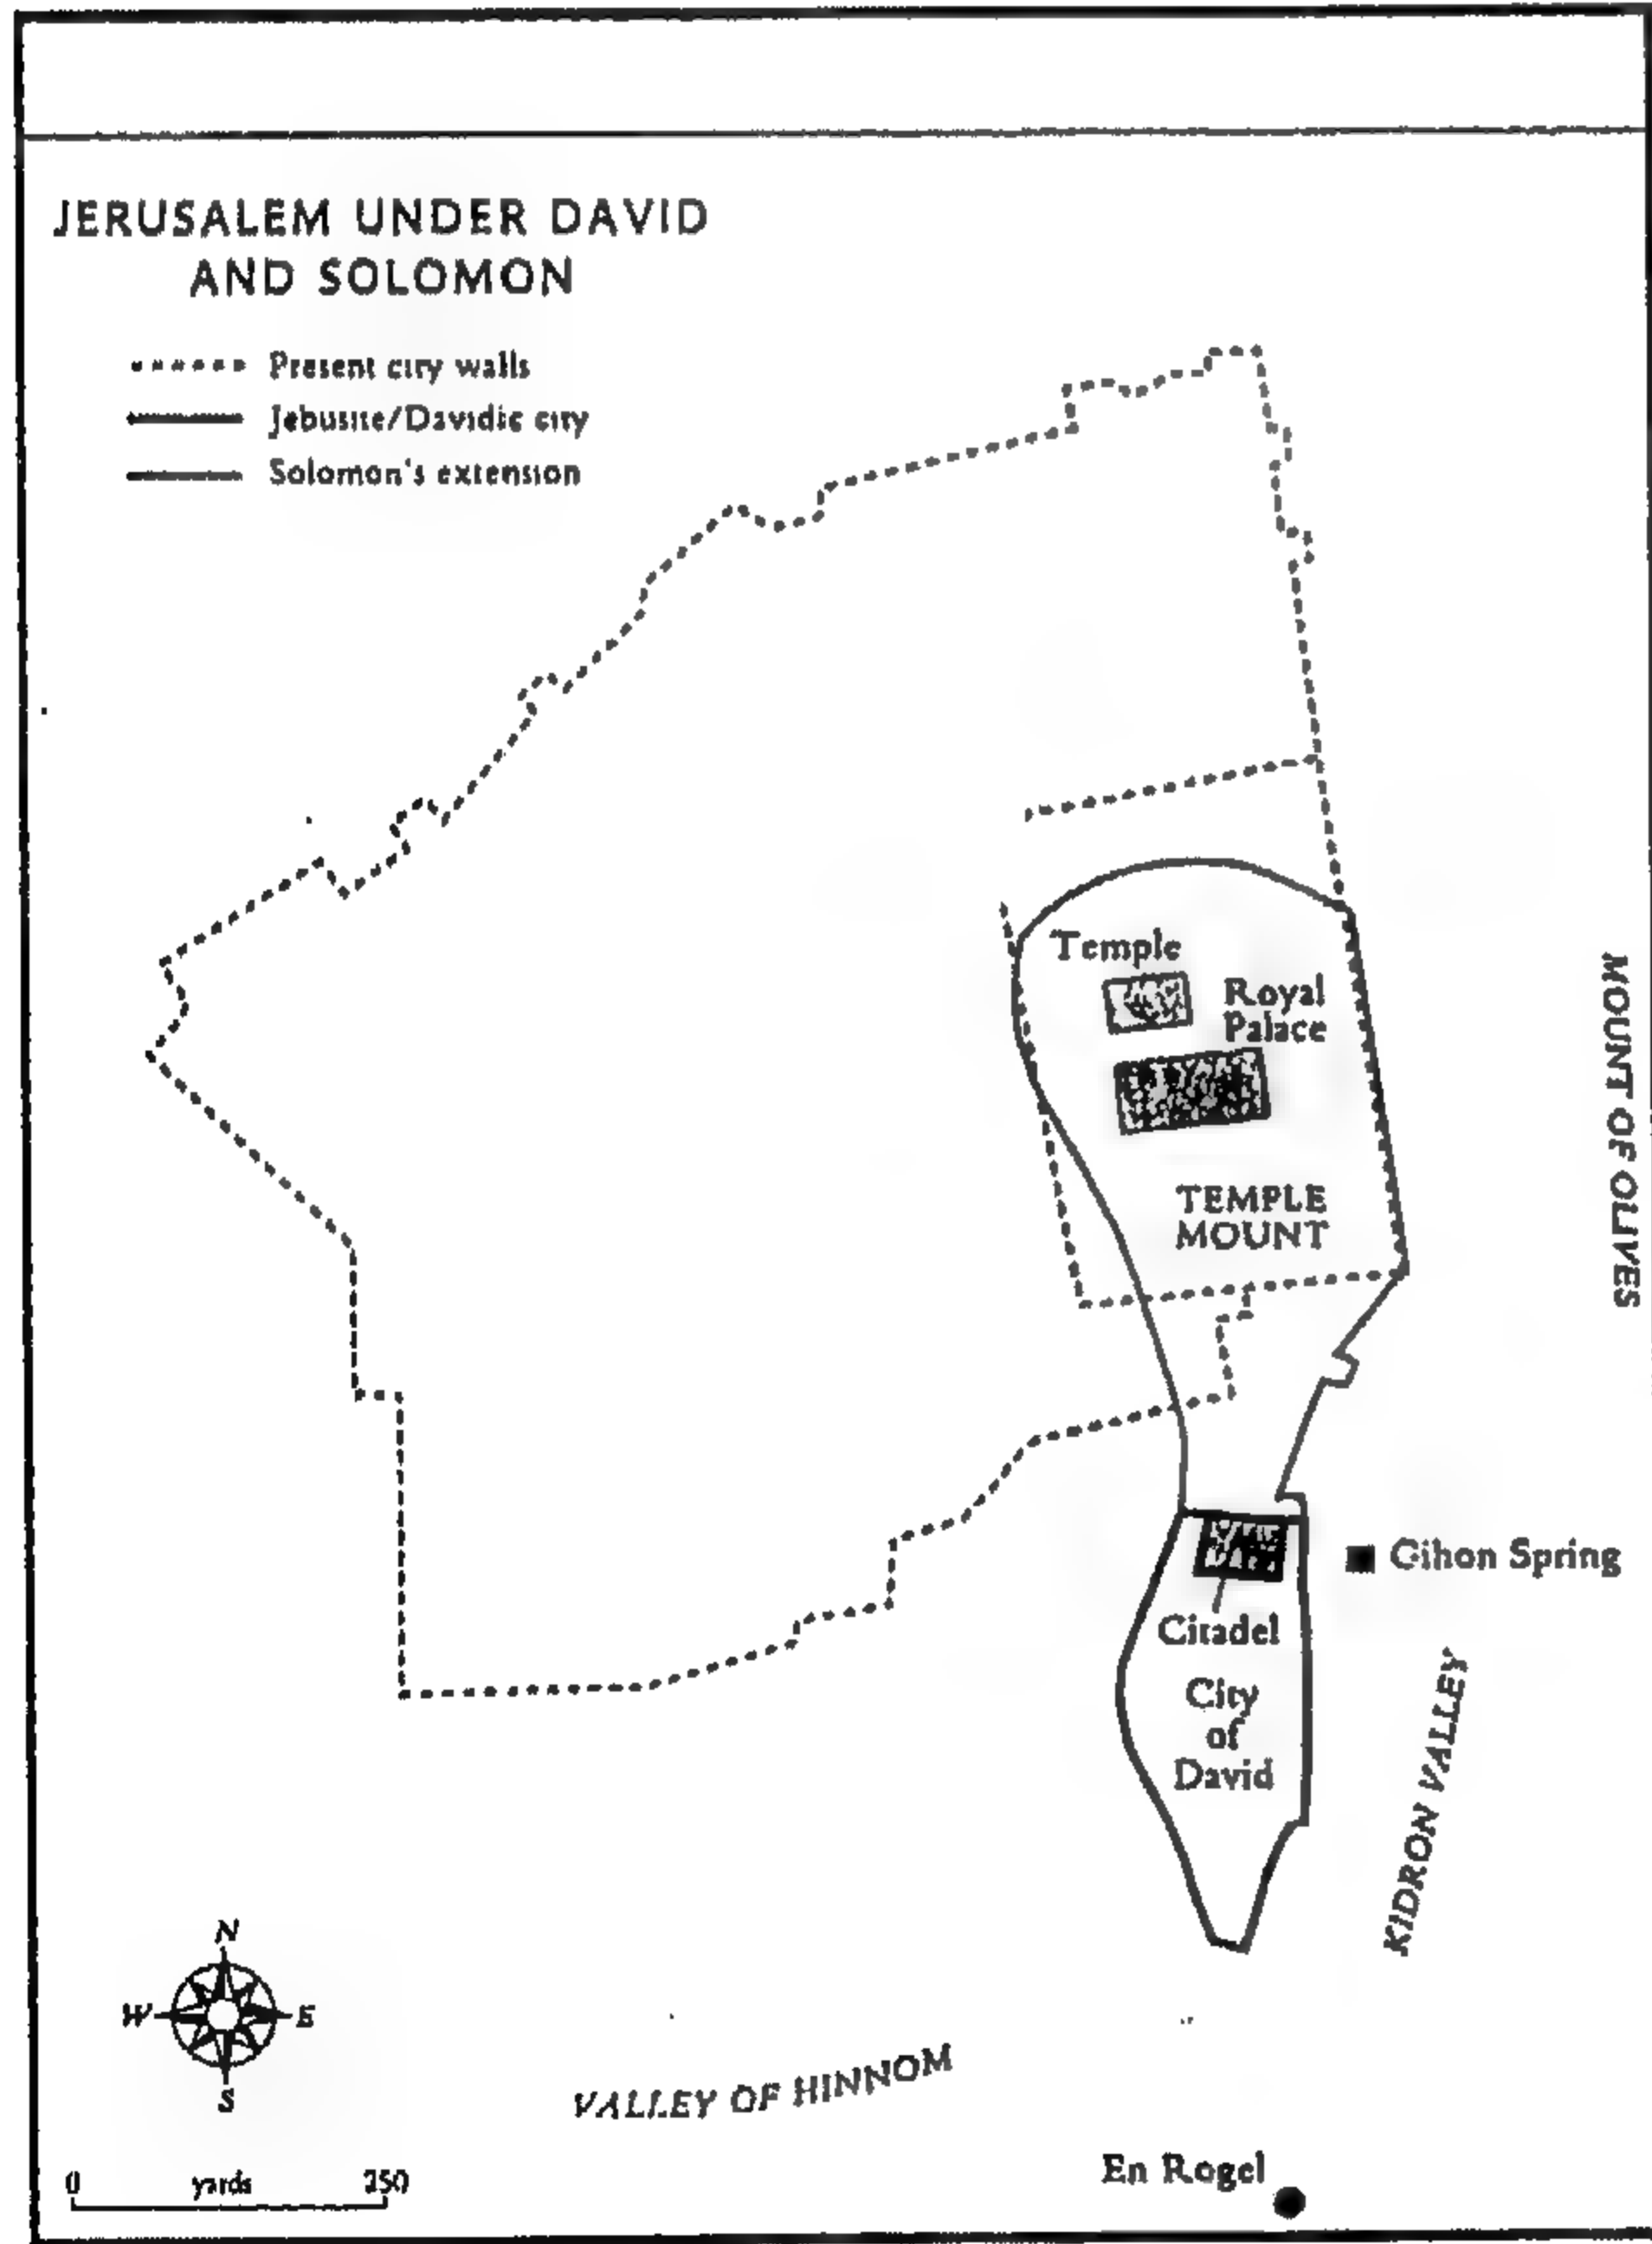 JERUSALEM UNDER DAVID
AND SOLOMON
Present city walls
Jebusite/Davidic city
Solomon's extension
Temple
Royal
Palace
MOUNT OF OLIVES
TEMPLE
MOUNT
Gihon Spring
Citadel
City
of
David
KIDRON VALLEY
N
W E
S
VALLEY OF HINNOM
En Rogel
0 yards 250